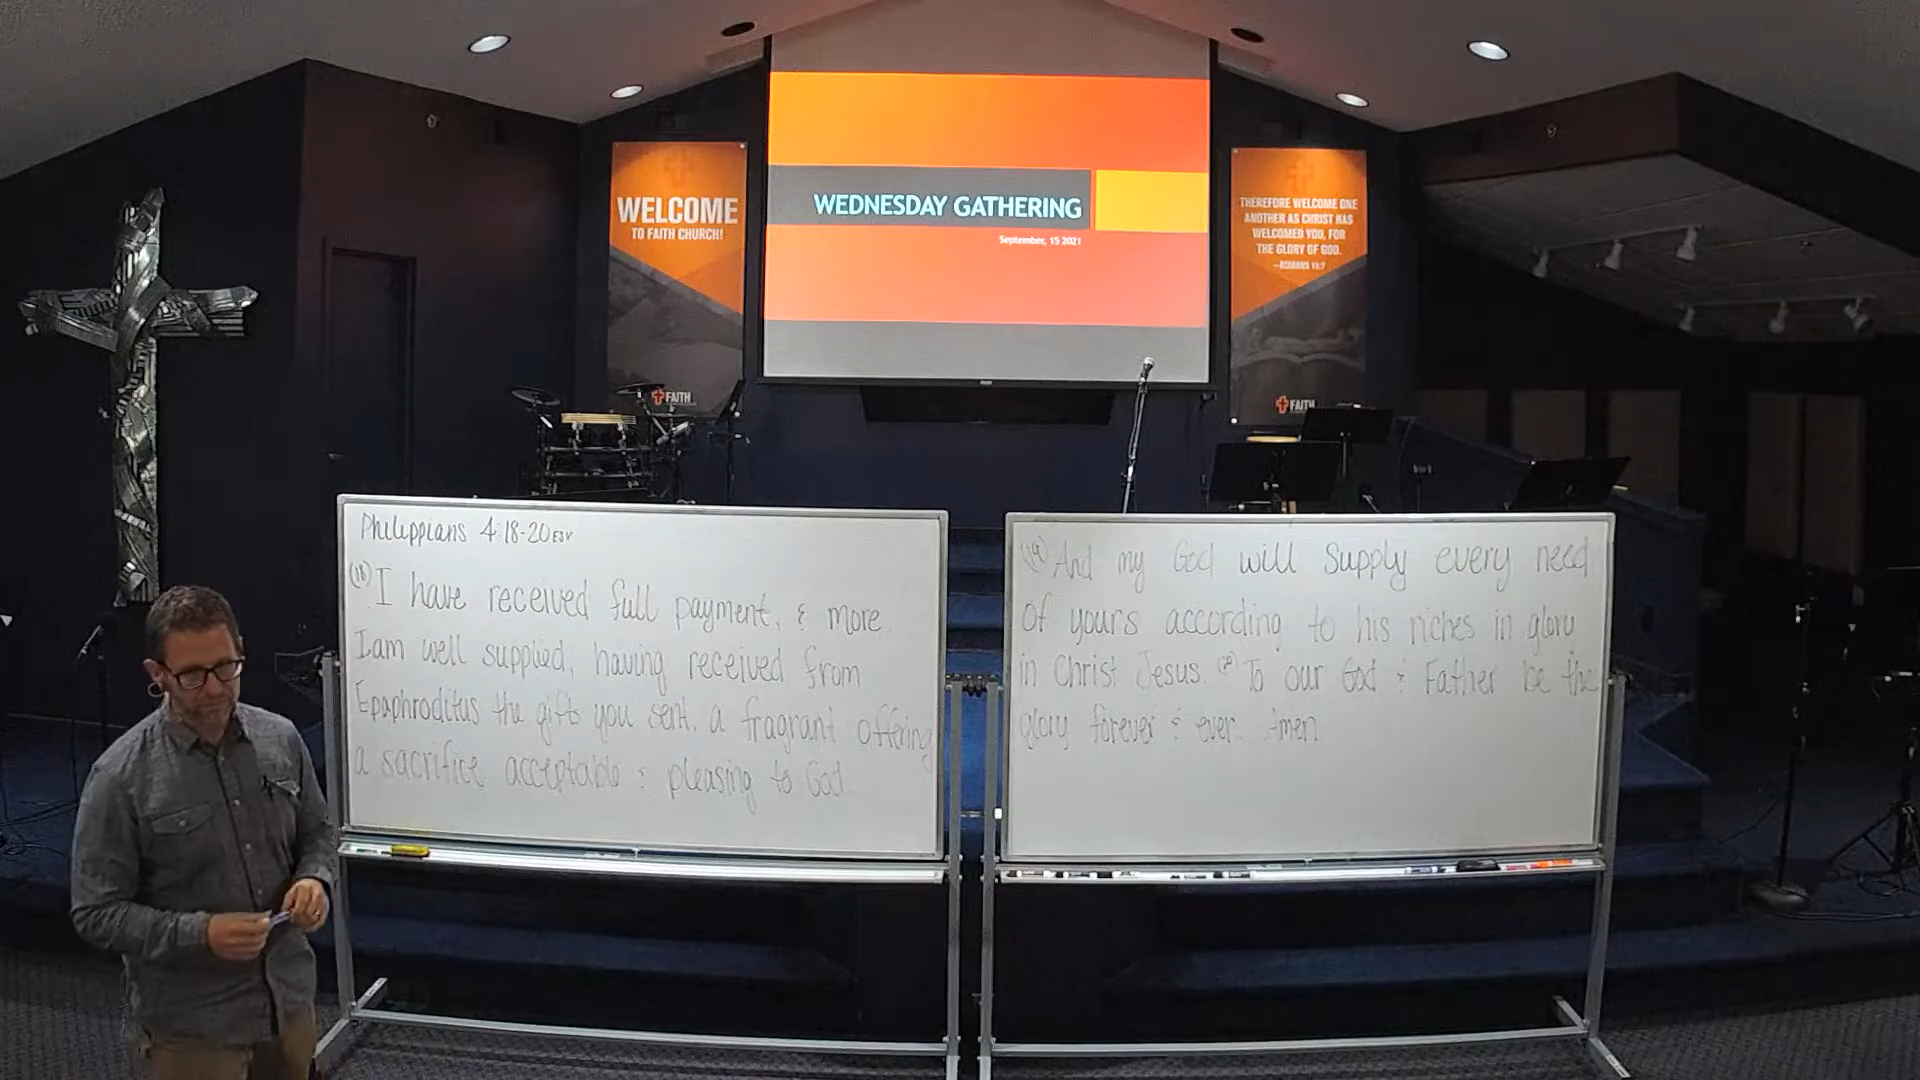 WELCOME
TO FAITH CHURCH!
FAITH
WEDNESDAY GATHERING
September, 15 2021
THEREFORE WELCOME ONE
ANOTHER AS CHRIST HAS
WELCOMED YOU, FOR
THE GLORY OF GOD.
—ROMANS 15:7
FAITH
Philippians 4:18-20 ESV
(18) I have received full payment, & more.
I am well supplied, having received from
Epaphroditus the gifts you sent, a fragrant offering
a sacrifice acceptable & pleasing to God.
(19) And my God will supply every need
of yours according to his riches in glory
in Christ Jesus. (20) To our God & Father be the
glory forever & ever. Amen